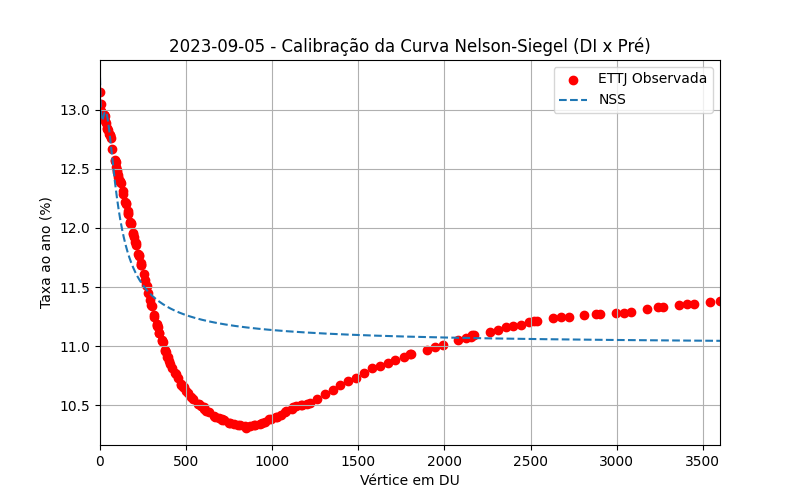 2023-09-05 - Calibração da Curva Nelson-Siegel (DI x Pré)
ETTJ Observada
NSS
Taxa ao ano (%)
13.0
12.5
12.0
11.5
11.0
10.5
0 500 1000 1500 2000 2500 3000 3500
Vértice em DU